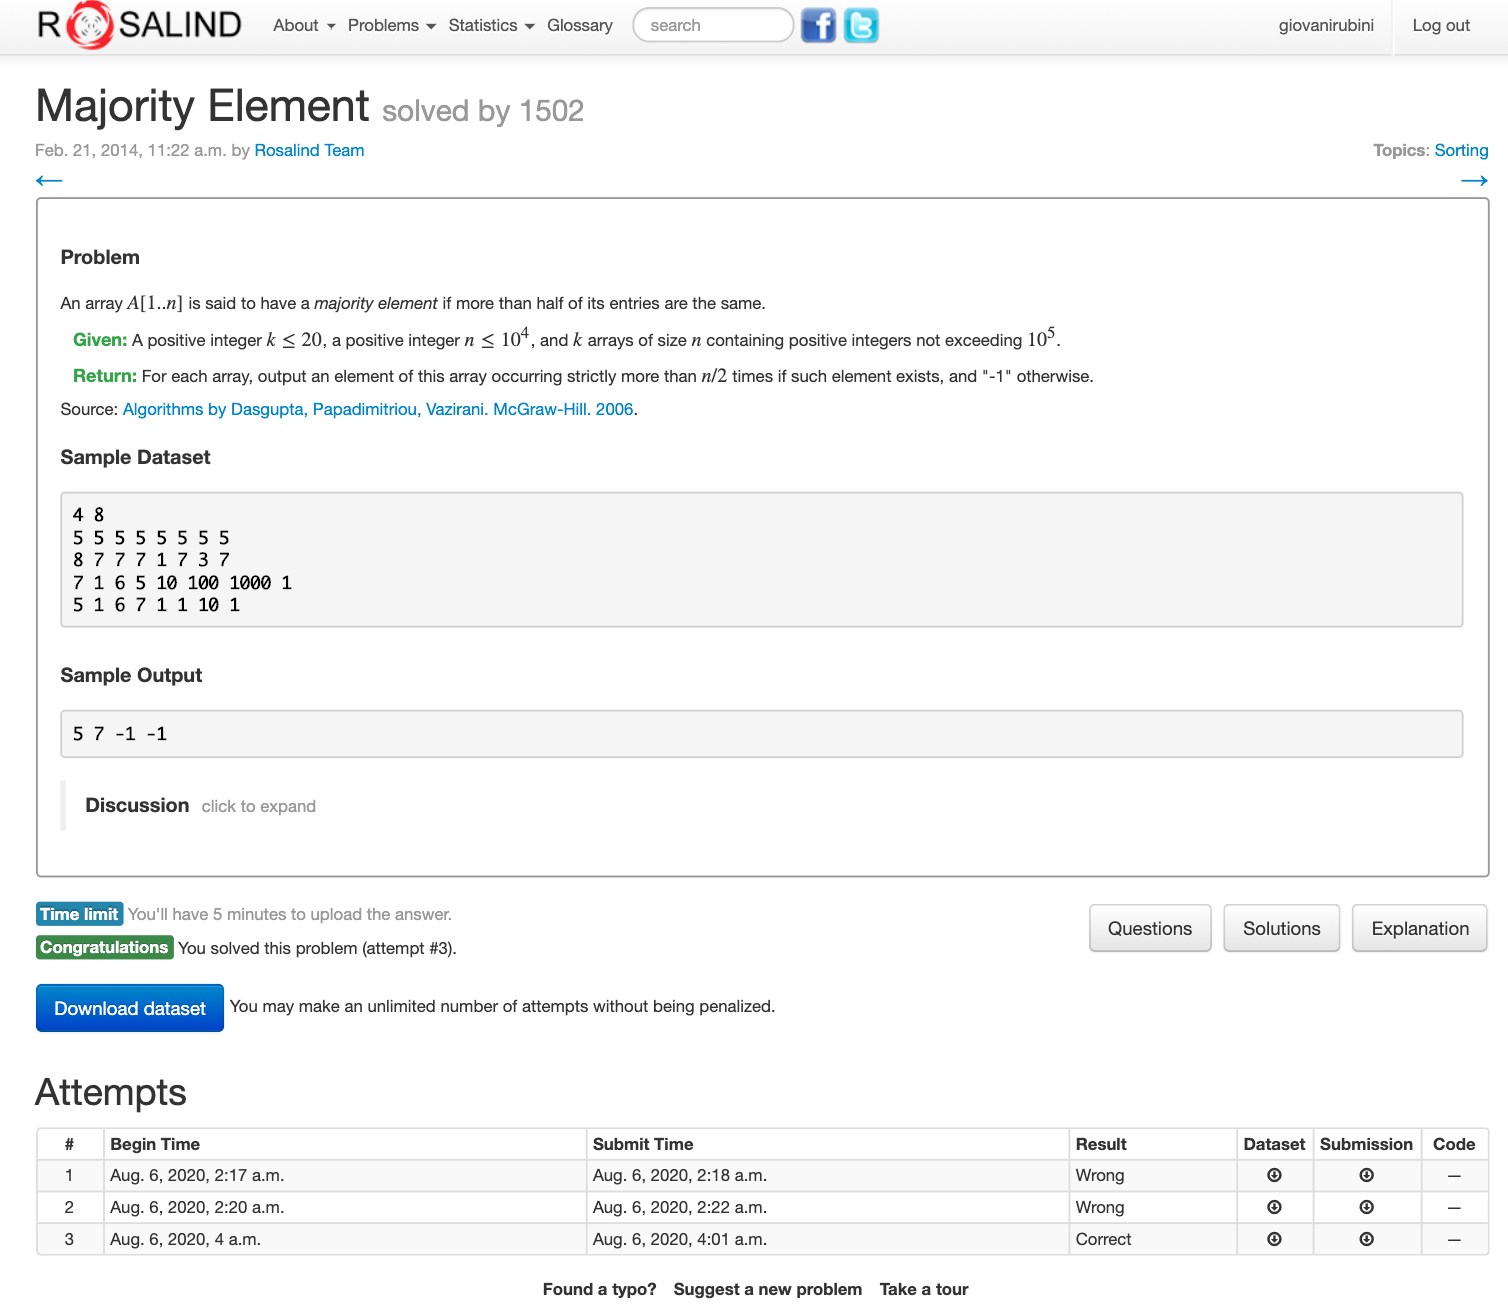 ROSALIND About Problems Statistics Glossary search giovanirubini Log out
Majority Element solved by 1502
Feb. 21, 2014, 11:22 a.m. by Rosalind Team Topics: Sorting
← →
Problem
An array A[1..n] is said to have a majority element if more than half of its entries are the same.
Given: A positive integer k ≤ 20, a positive integer n ≤ 10⁴, and k arrays of size n containing positive integers not exceeding 10⁵.
Return: For each array, output an element of this array occurring strictly more than n/2 times if such element exists, and "-1" otherwise.
Source: Algorithms by Dasgupta, Papadimitriou, Vazirani. McGraw-Hill. 2006.
Sample Dataset
4 8
5 5 5 5 5 5 5 5
8 7 7 7 1 7 3 7
7 1 6 5 10 100 1000 1
5 1 6 7 1 1 10 1
Sample Output
5 7 -1 -1
Discussion click to expand
Time limit You'll have 5 minutes to upload the answer.
Congratulations You solved this problem (attempt #3).
Questions Solutions Explanation
Download dataset You may make an unlimited number of attempts without being penalized.
Attempts
# Begin Time Submit Time Result Dataset Submission Code
1 Aug. 6, 2020, 2:17 a.m. Aug. 6, 2020, 2:18 a.m. Wrong —
2 Aug. 6, 2020, 2:20 a.m. Aug. 6, 2020, 2:22 a.m. Wrong —
3 Aug. 6, 2020, 4 a.m. Aug. 6, 2020, 4:01 a.m. Correct —
Found a typo? Suggest a new problem Take a tour